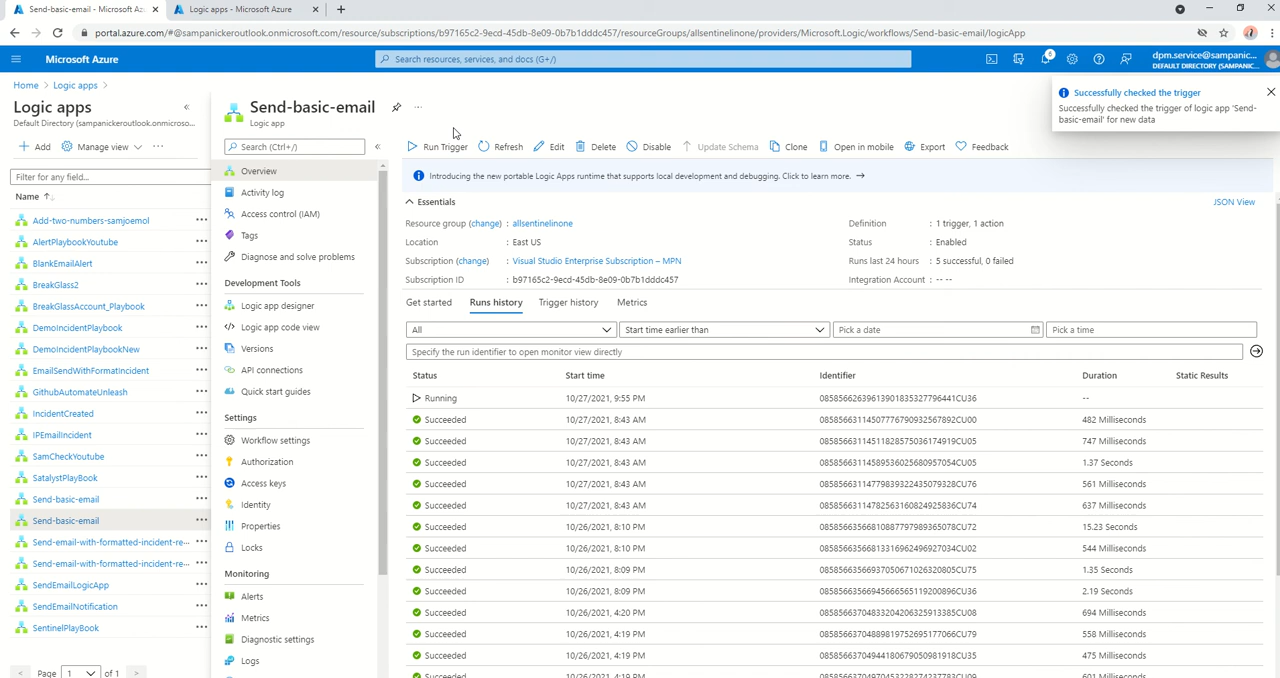 Send-basic-email - Microsoft Az
Logic apps - Microsoft Azure
portal.azure.com/#@sampanickeroutlook.onmicrosoft.com/resource/subscriptions/b97165c2-9ecd-45db-8e09-0b7b1dddc457/resourceGroups/allsentinelinone/providers/Microsoft.Logic/workflows/Send-basic-email/logicApp
Microsoft Azure
Search resources, services, and docs (G+/)
dpm.service@sampanic...
DEFAULT DIRECTORY (SAMPANICK...
Home > Logic apps >
Logic apps
Default Directory (sampanickeroutlook.onmicroso...
+ Add
Manage view
...
Filter for any field...
Name
Add-two-numbers-samjoemol
AlertPlaybookYoutube
BlankEmailAlert
BreakGlass2
BreakGlassAccount_Playbook
DemoIncidentPlaybook
DemoIncidentPlaybookNew
EmailSendWithFormatIncident
GithubAutomateUnleash
IncidentCreated
IPEmailIncident
SamCheckYoutube
SatalystPlayBook
Send-basic-email
Send-basic-email
Send-email-with-formatted-incident-re...
Send-email-with-formatted-incident-re...
SendEmailLogicApp
SendEmailNotification
SentinelPlayBook
< Page 1 of 1 >
Send-basic-email
Logic app
Search (Ctrl+/)
Overview
Activity log
Access control (IAM)
Tags
Diagnose and solve problems
Development Tools
Logic app designer
Logic app code view
Versions
API connections
Quick start guides
Settings
Workflow settings
Authorization
Access keys
Identity
Properties
Locks
Monitoring
Alerts
Metrics
Diagnostic settings
Logs
Run Trigger
Refresh
Edit
Delete
Disable
Update Schema
Clone
Open in mobile
Export
Feedback
Introducing the new portable Logic Apps runtime that supports local development and debugging. Click to learn more. →
Essentials
JSON View
Resource group (change) : allsentinelinone
Location : East US
Subscription (change) : Visual Studio Enterprise Subscription – MPN
Subscription ID : b97165c2-9ecd-45db-8e09-0b7b1dddc457
Definition : 1 trigger, 1 action
Status : Enabled
Runs last 24 hours : 5 successful, 0 failed
Integration Account : -- --
Get started
Runs history
Trigger history
Metrics
All
Start time earlier than
Pick a date
Pick a time
Specify the run identifier to open monitor view directly
Status Start time Identifier Duration Static Results
Running 10/27/2021, 9:55 PM --
Succeeded 10/27/2021, 8:43 AM 482 Milliseconds
Succeeded 10/27/2021, 8:43 AM 747 Milliseconds
Succeeded 10/27/2021, 8:43 AM 1.37 Seconds
Succeeded 10/27/2021, 8:43 AM 561 Milliseconds
Succeeded 10/27/2021, 8:43 AM 637 Milliseconds
Succeeded 10/26/2021, 8:10 PM 15.23 Seconds
Succeeded 10/26/2021, 8:10 PM 544 Milliseconds
Succeeded 10/26/2021, 8:09 PM 1.35 Seconds
Succeeded 10/26/2021, 8:09 PM 2.19 Seconds
Succeeded 10/26/2021, 4:20 PM 694 Milliseconds
Succeeded 10/26/2021, 4:19 PM 558 Milliseconds
Succeeded 10/26/2021, 4:19 PM 475 Milliseconds
Succeeded 10/26/2021, 4:19 PM 601 Milliseconds
Successfully checked the trigger
Successfully checked the trigger of logic app 'Send-
basic-email' for new data